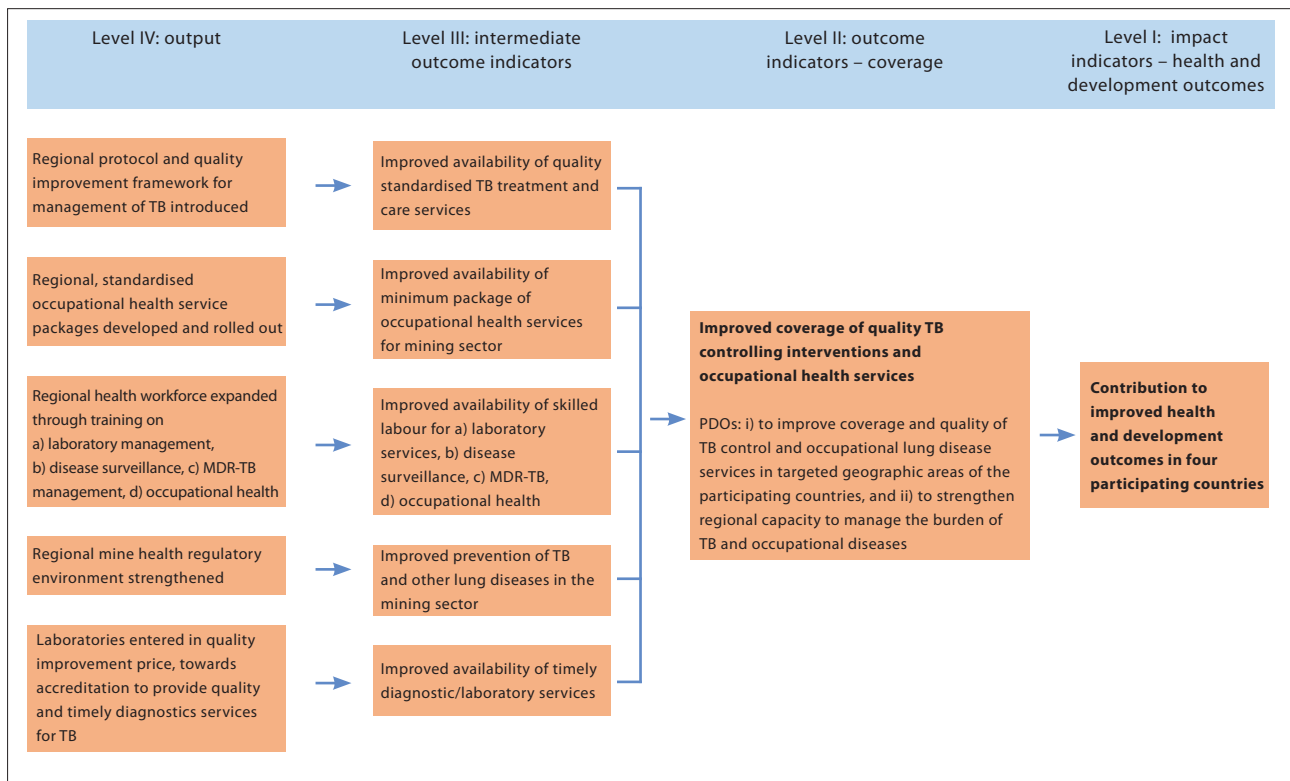 Level IV: output
Level III: intermediate
outcome indicators
Level II: outcome
indicators – coverage
Level I:  impact
indicators – health and
development outcomes
Regional protocol and quality
improvement framework for
management of TB introduced
Improved availability of quality
standardised TB treatment and
care services
Regional, standardised
occupational health service
packages developed and rolled out
Improved availability of
minimum package of
occupational health services
for mining sector
Regional health workforce expanded
through training on
a) laboratory management,
b) disease surveillance, c) MDR-TB
management, d) occupational health
Improved availability of skilled
labour for a) laboratory
services, b) disease
surveillance, c) MDR-TB,
d) occupational health
Regional mine health regulatory
environment strengthened
Improved prevention of TB
and other lung diseases in the
mining sector
Laboratories entered in quality
improvement price, towards
accreditation to provide quality
and timely diagnostics services
for TB
Improved availability of timely
diagnostic/laboratory services
Improved coverage of quality TB
controlling interventions and
occupational health services
PDOs: i) to improve coverage and quality of
TB control and occupational lung disease
services in targeted geographic areas of the
participating countries, and ii) to strengthen
regional capacity to manage the burden of
TB and occupational diseases
Contribution to
improved health
and development
outcomes in four
participating countries